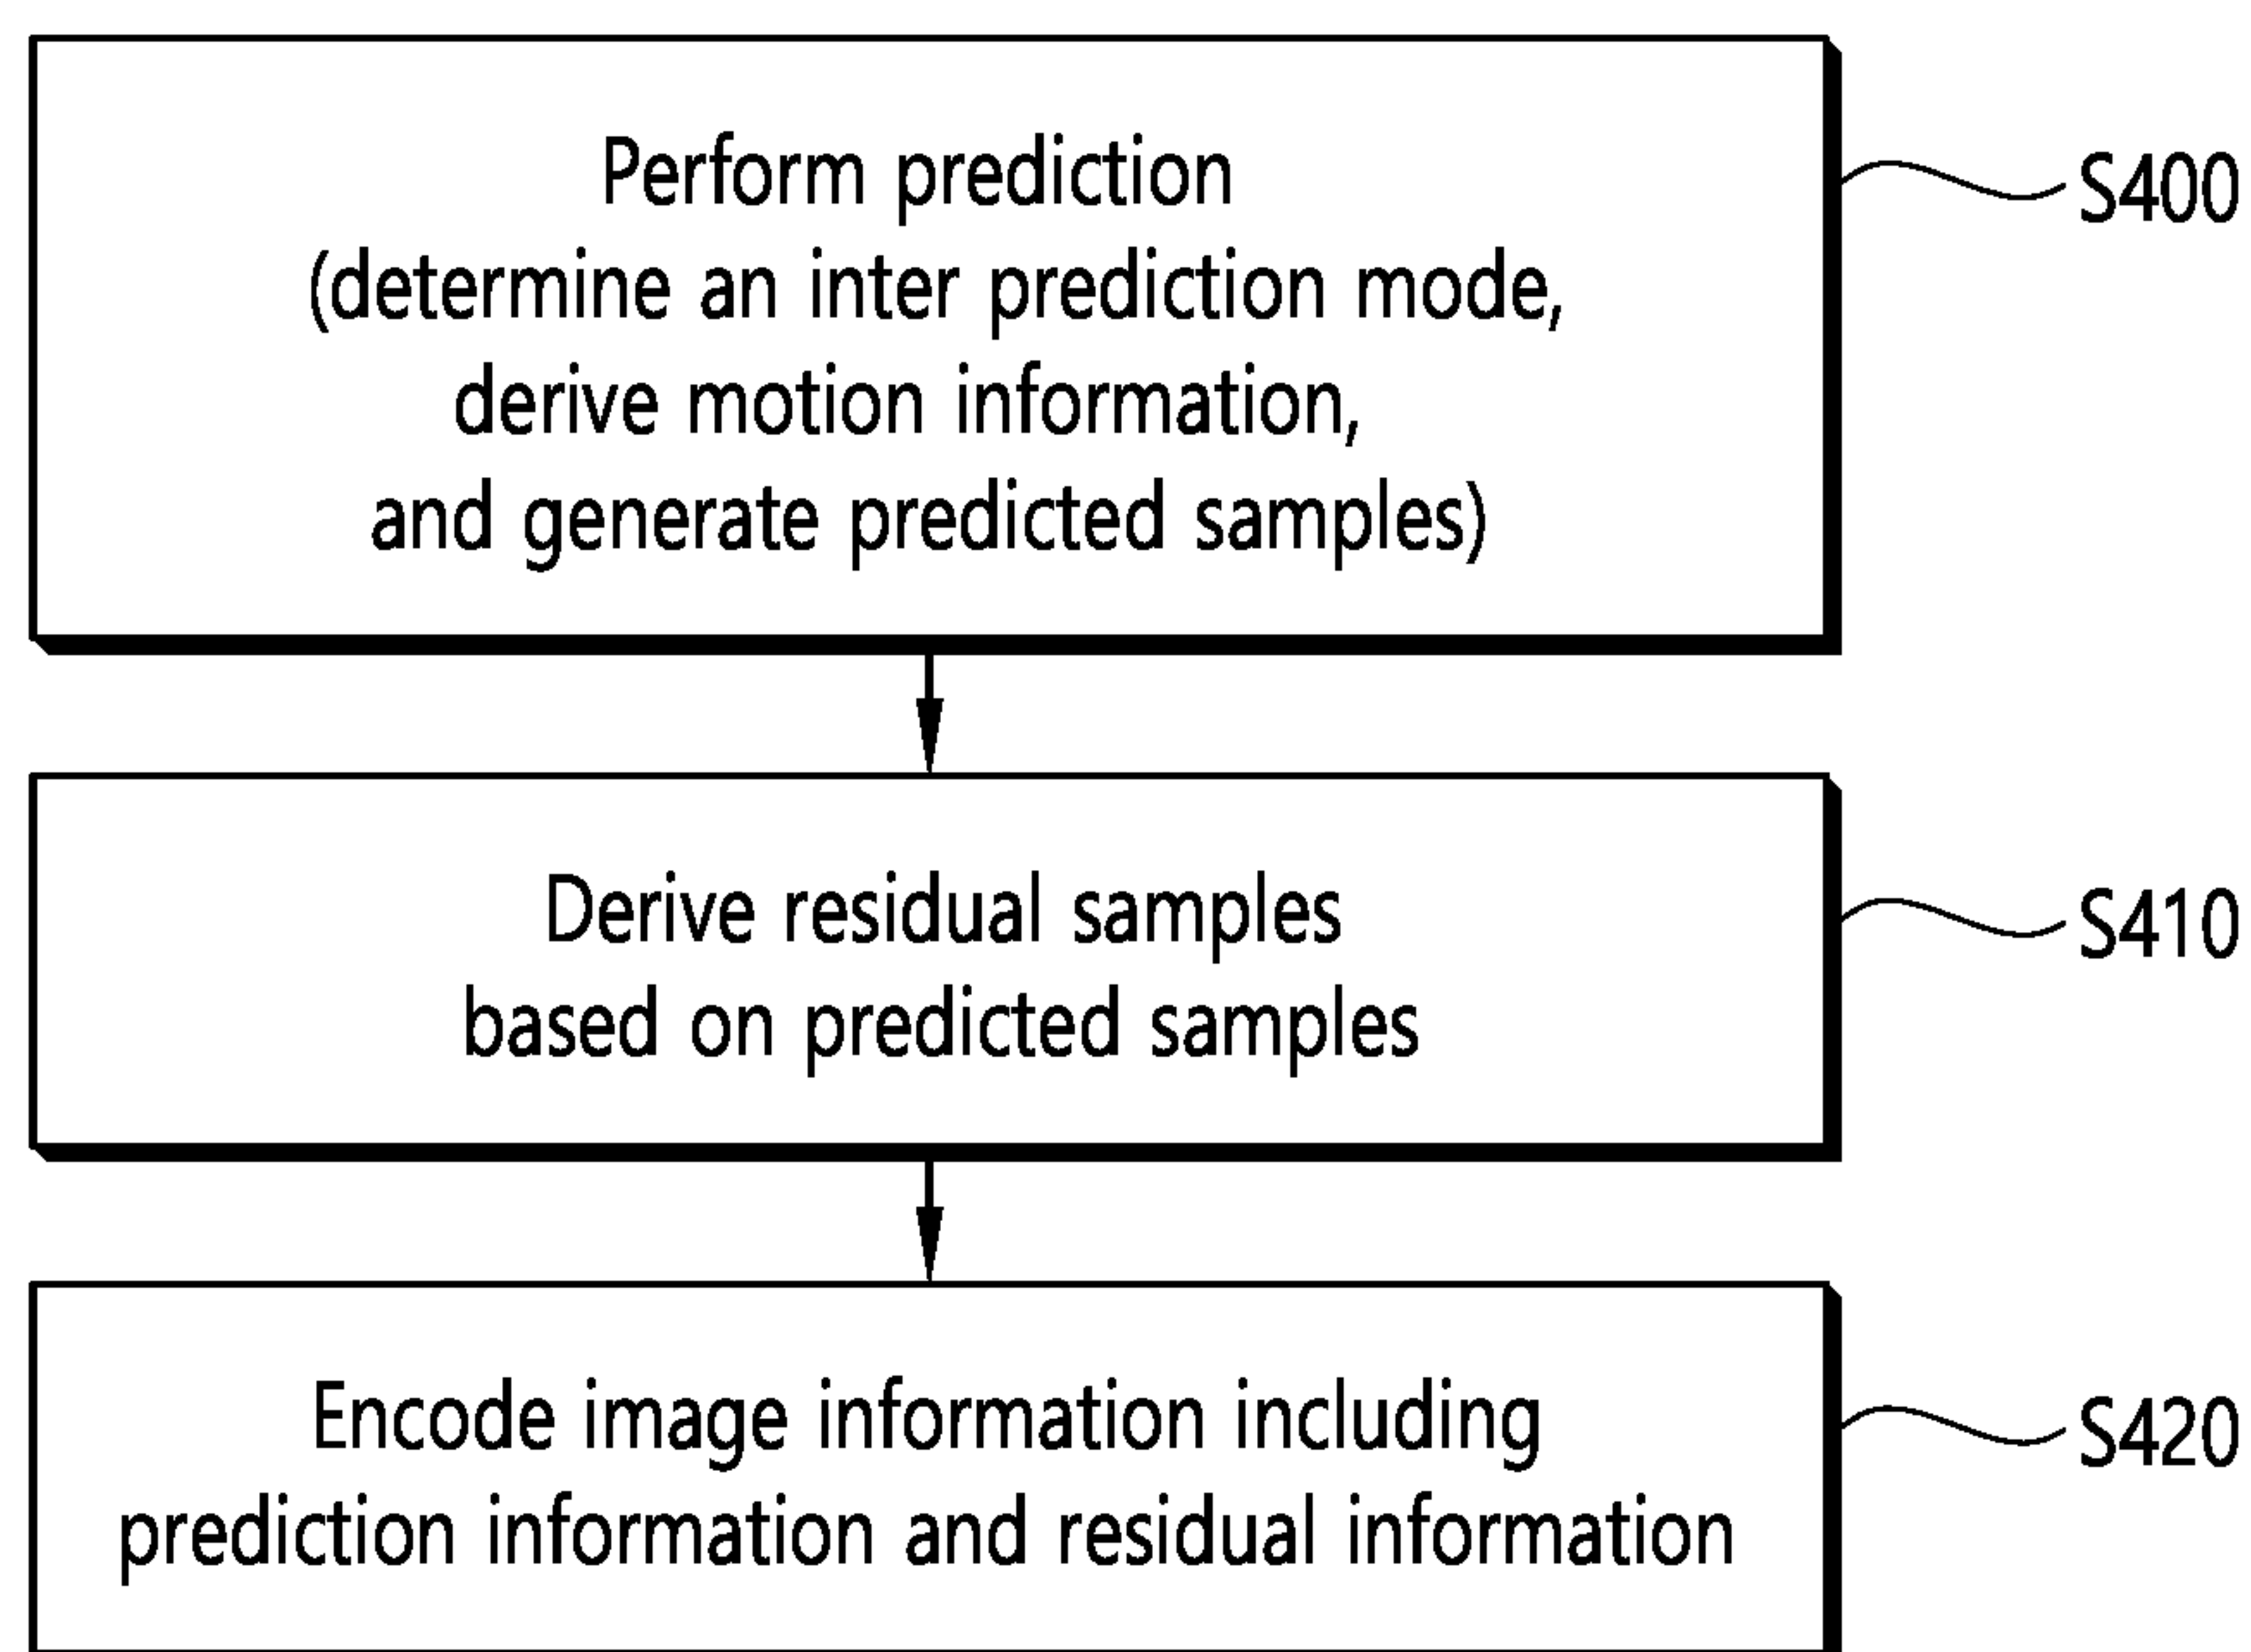 Perform prediction
(determine an inter prediction mode,
derive motion information,
and generate predicted samples)
S400
Derive residual samples
based on predicted samples
S410
Encode image information including
prediction information and residual information
S420